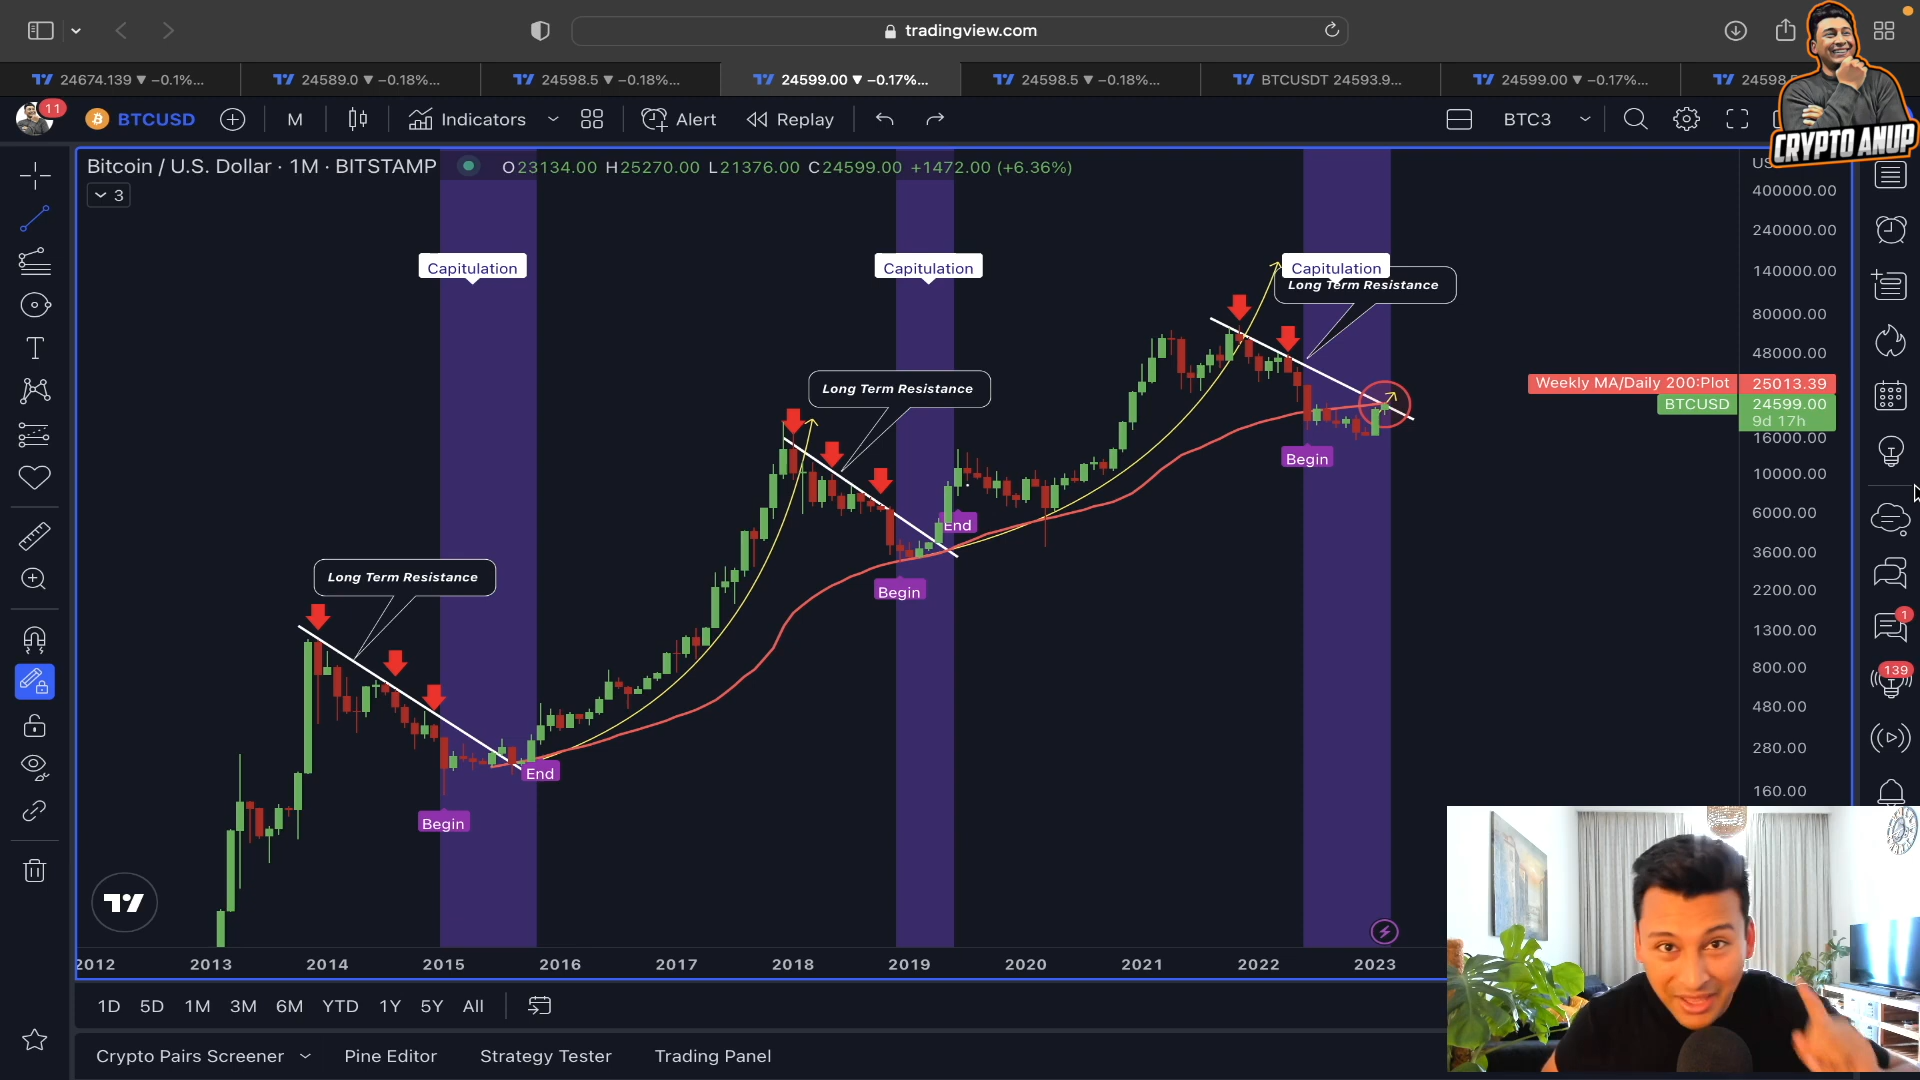 tradingview.com
24674.139 ▼ −0.1%...
24589.0 ▼ −0.18%...
24598.5 ▼ −0.18%...
24599.00 ▼ −0.17%...
24598.5 ▼ −0.18%...
BTCUSDT 24593.9...
24599.00 ▼ −0.17%...
24598
CRYPTO ANUP
11
BTCUSD
M
Indicators
Alert
Replay
BTC3
Bitcoin / U.S. Dollar · 1M · BITSTAMP
O23134.00 H25270.00 L21376.00 C24599.00 +1472.00 (+6.36%)
3
400000.00
240000.00
140000.00
80000.00
48000.00
25013.39
24599.00
9d 17h
16000.00
10000.00
6000.00
3600.00
2200.00
1300.00
800.00
480.00
280.00
160.00
Weekly MA/Daily 200:Plot
BTCUSD
Capitulation
Capitulation
Capitulation
Long Term Resistance
Long Term Resistance
Long Term Resistance
Begin
End
Begin
End
Begin
1
139
2012
2013
2014
2015
2016
2017
2018
2019
2020
2021
2022
2023
1D 5D 1M 3M 6M YTD 1Y 5Y All
Crypto Pairs Screener
Pine Editor
Strategy Tester
Trading Panel